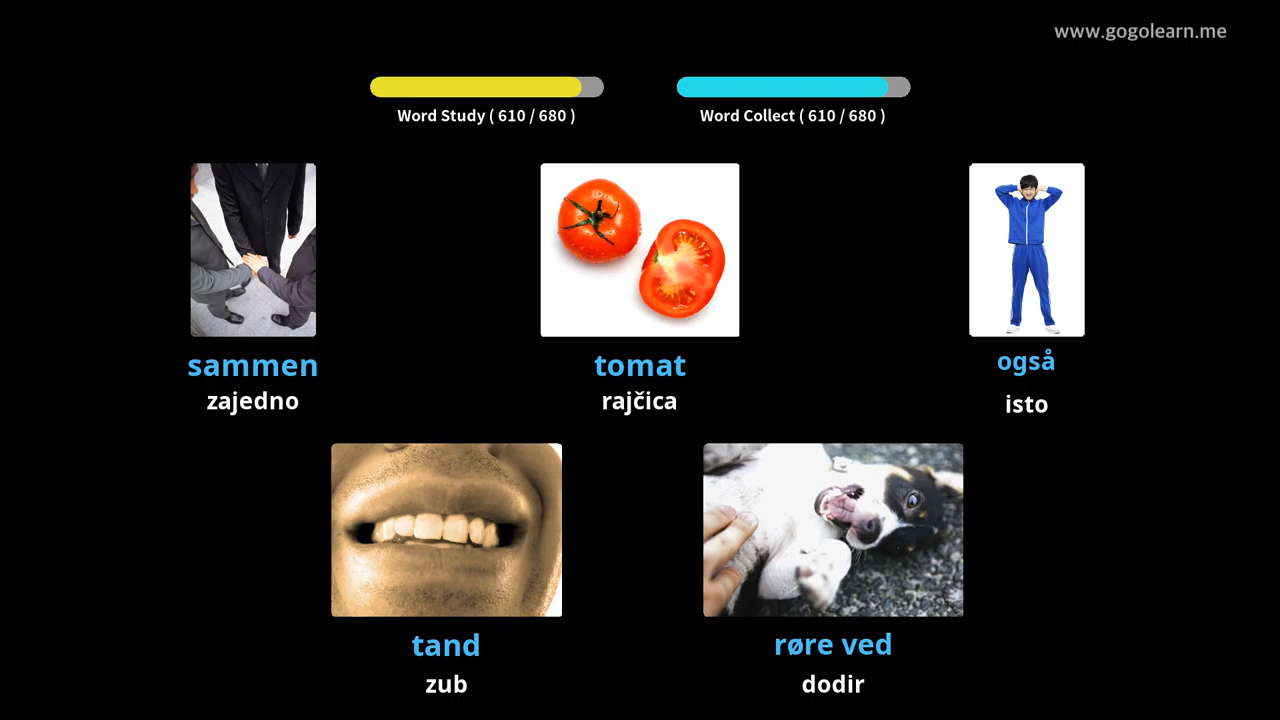 www.gogolearn.me
Word Study ( 610 / 680 )
Word Collect ( 610 / 680 )
sammen
zajedno
tomat
rajčica
også
isto
tand
zub
røre ved
dodir